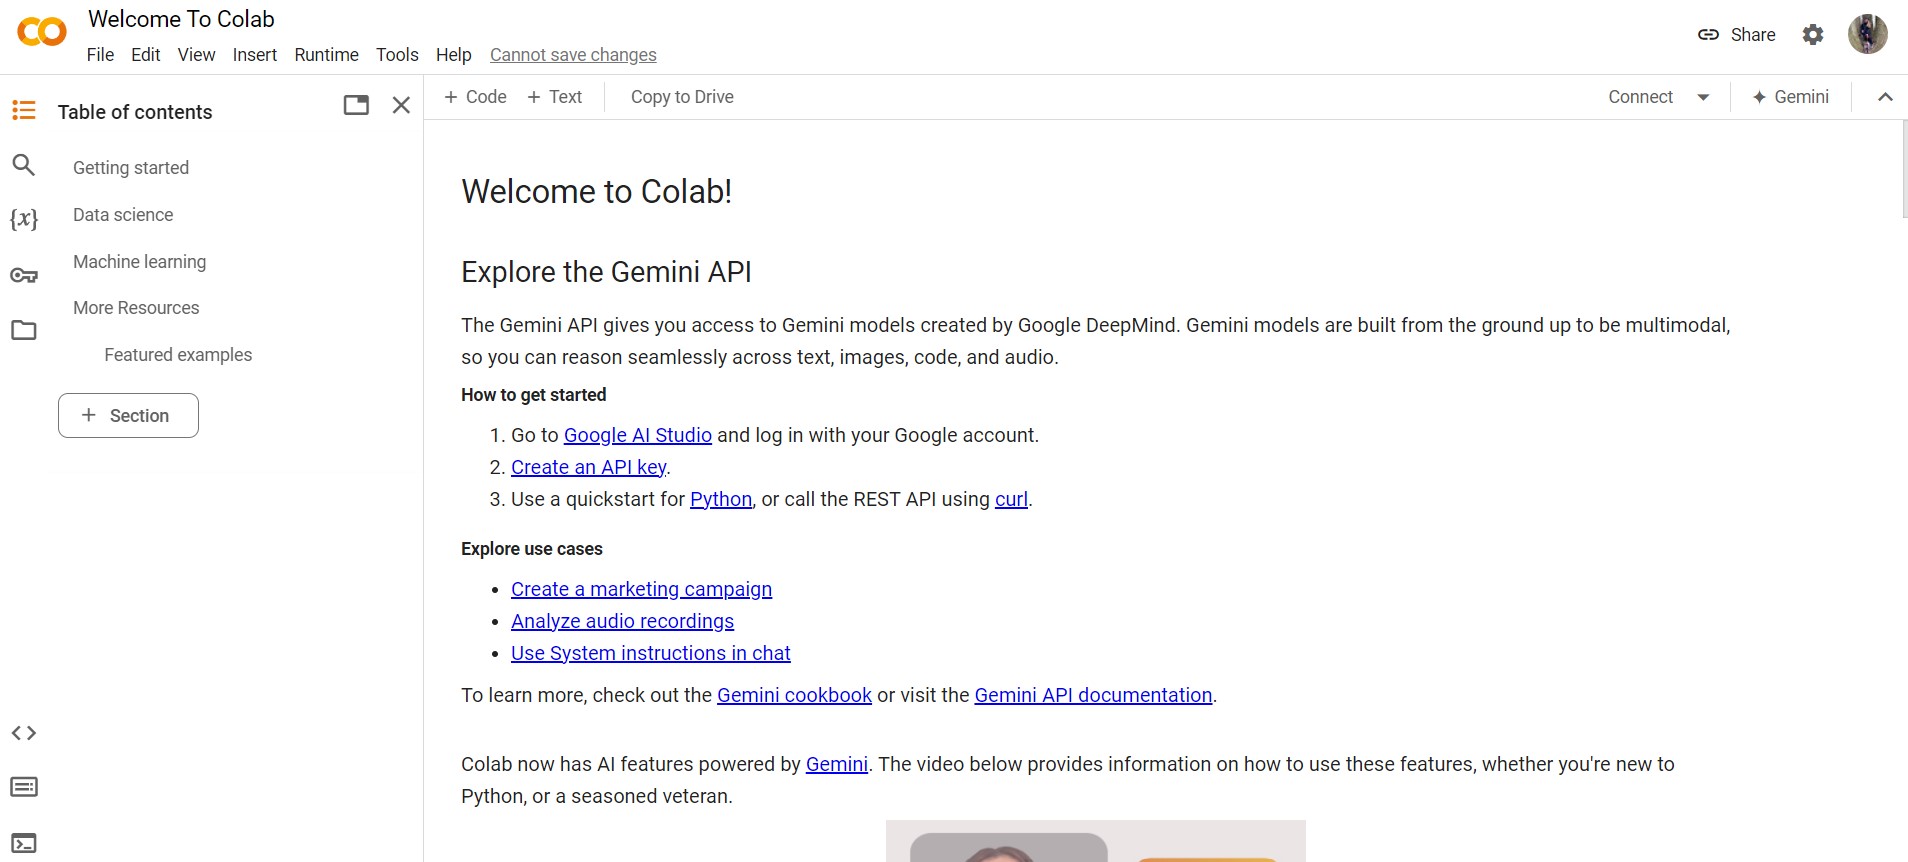 Welcome To Colab
File Edit View Insert Runtime Tools Help Cannot save changes
Share
Table of contents
Getting started
Data science
Machine learning
More Resources
Featured examples
+ Section
+ Code + Text Copy to Drive
Connect Gemini
Welcome to Colab!
Explore the Gemini API
The Gemini API gives you access to Gemini models created by Google DeepMind. Gemini models are built from the ground up to be multimodal,
so you can reason seamlessly across text, images, code, and audio.
How to get started
1. Go to Google AI Studio and log in with your Google account.
2. Create an API key.
3. Use a quickstart for Python, or call the REST API using curl.
Explore use cases
• Create a marketing campaign
• Analyze audio recordings
• Use System instructions in chat
To learn more, check out the Gemini cookbook or visit the Gemini API documentation.
Colab now has AI features powered by Gemini. The video below provides information on how to use these features, whether you're new to
Python, or a seasoned veteran.